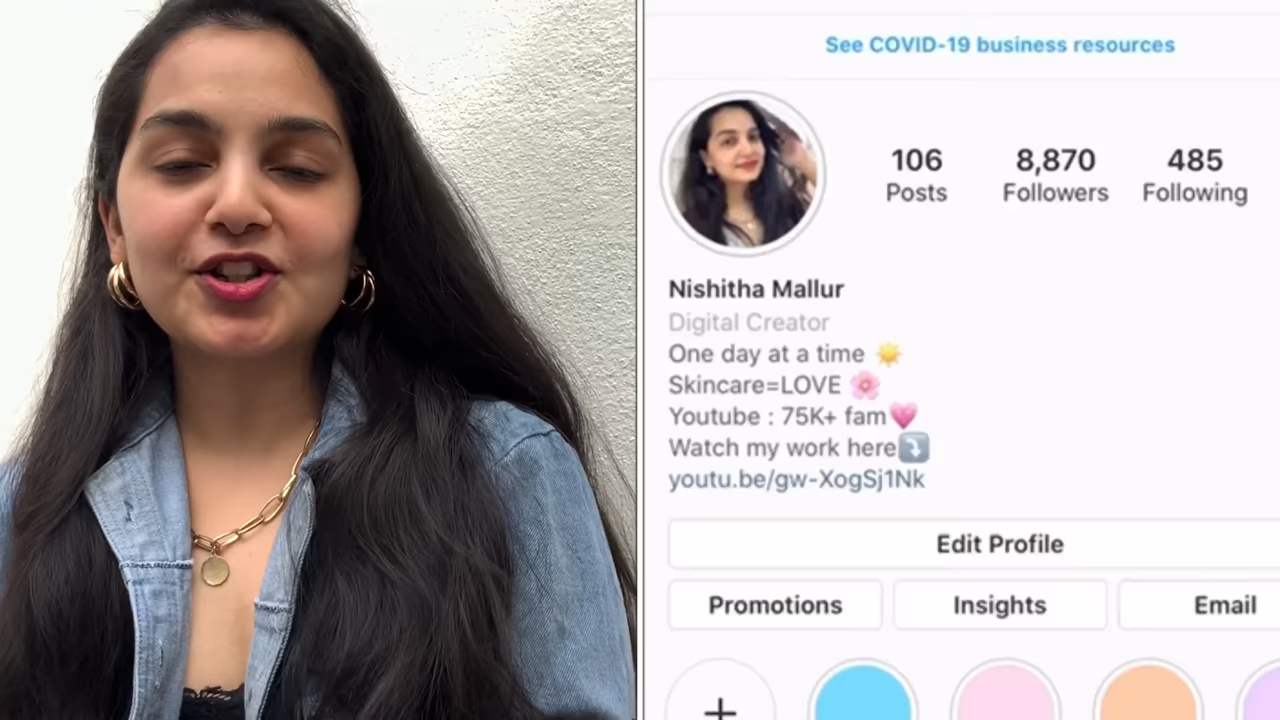 See COVID-19 business resources
106 8,870 485
Posts Followers Following
Nishitha Mallur
Digital Creator
One day at a time ☀️
Skincare=LOVE 🌸
Youtube : 75K+ fam💗
Watch my work here⤵️
youtu.be/gw-XogSj1Nk
Edit Profile
Promotions Insights Email
+